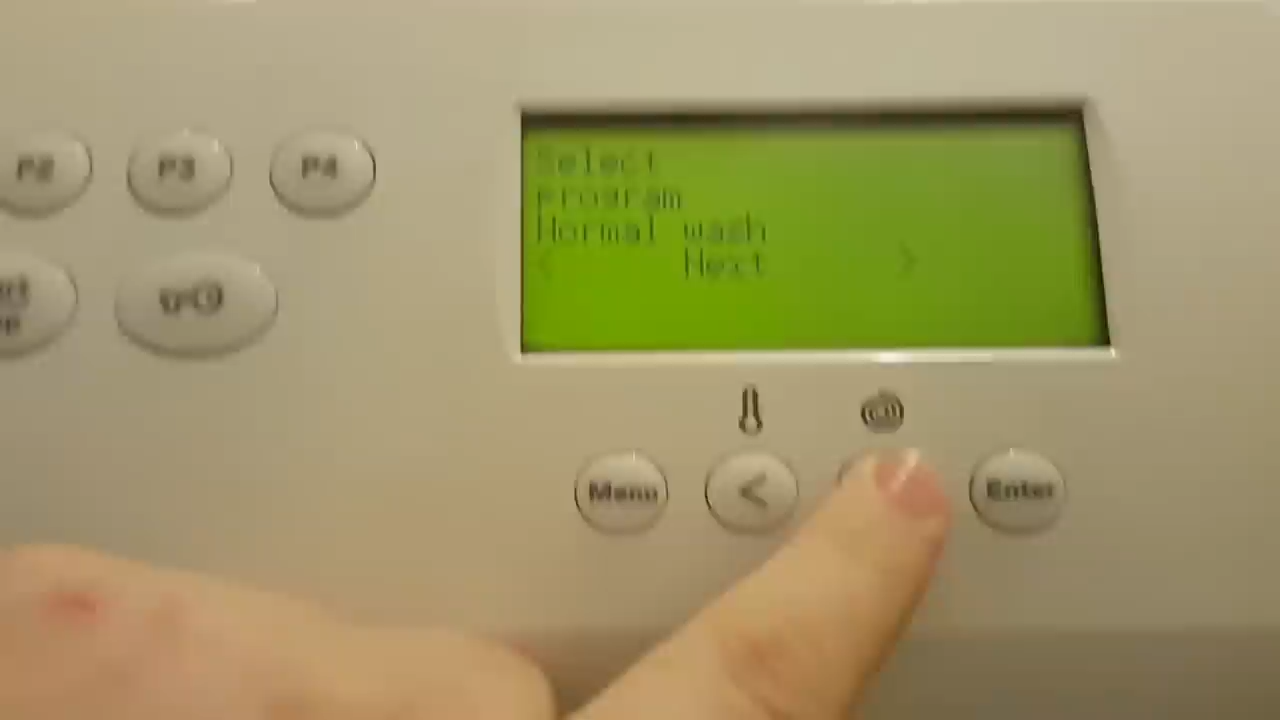 P2 P3 P4
Select
program
Normal wash
< Next >
Menu < Enter